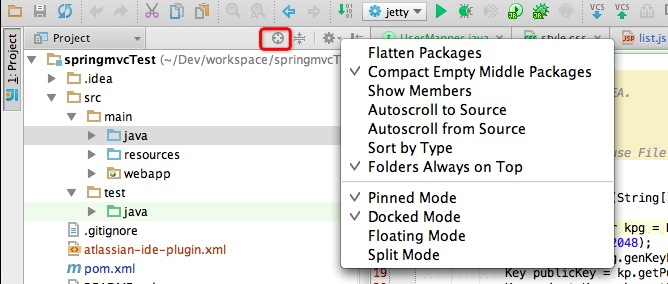 jetty
VCS
VCS
1: Project
Project
UserMapper.java
style.css
list.js
springmvcTest (~/Dev/workspace/springmvcT
.idea
src
main
java
resources
webapp
test
java
.gitignore
atlassian-ide-plugin.xml
pom.xml
Flatten Packages
Compact Empty Middle Packages
Show Members
Autoscroll to Source
Autoscroll from Source
Sort by Type
Folders Always on Top
Pinned Mode
Docked Mode
Floating Mode
Split Mode
EA.
use File
(String[]
r kpg =
2048);
.genKey
19
Key publicKey = kp.getPu